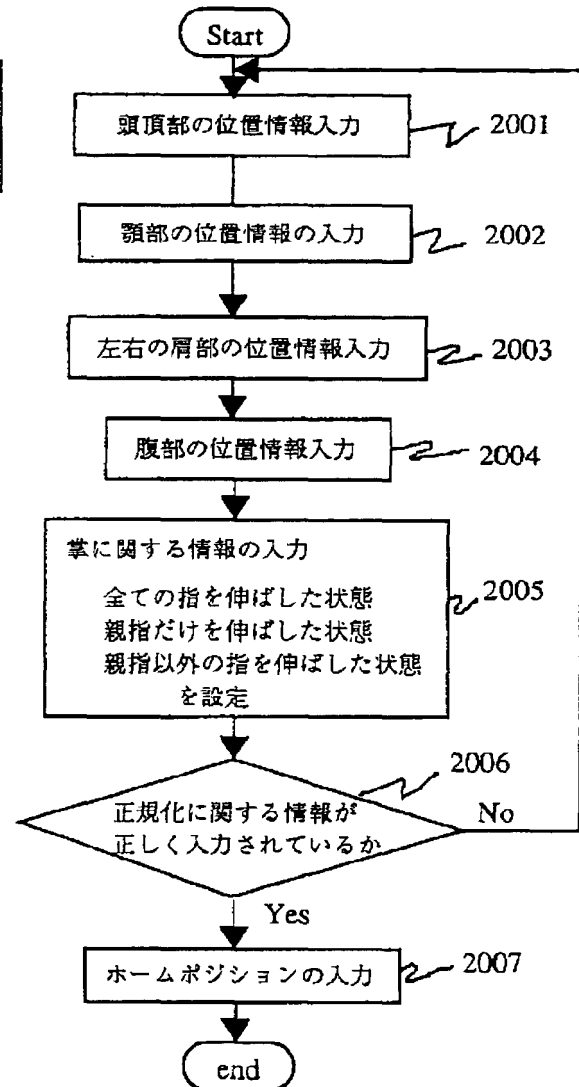 Start
頭頂部の位置情報入力
2001
顎部の位置情報の入力
2002
左右の肩部の位置情報入力
2003
腹部の位置情報入力
2004
掌に関する情報の入力
全ての指を伸ばした状態
親指だけを伸ばした状態
親指以外の指を伸ばした状態
を設定
2005
2006
正規化に関する情報が
正しく入力されているか
No
Yes
ホームポジションの入力
2007
end